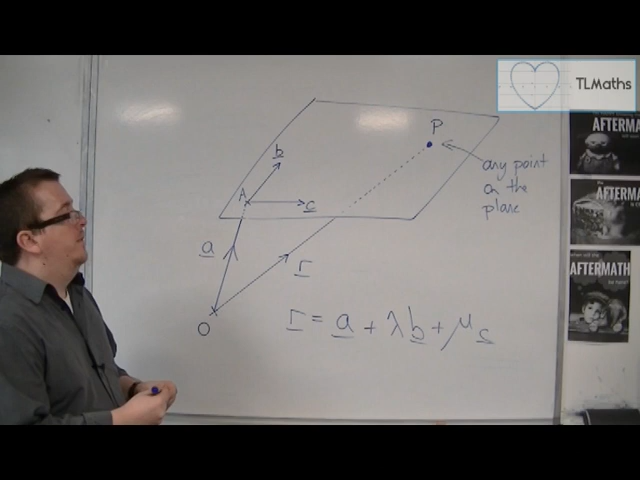 TLMaths
P
any point
on the
plane
b
A
c
a
r
O
r = a + λb + μc
AFTERMATH
AFTERMATH
AFTERMATH